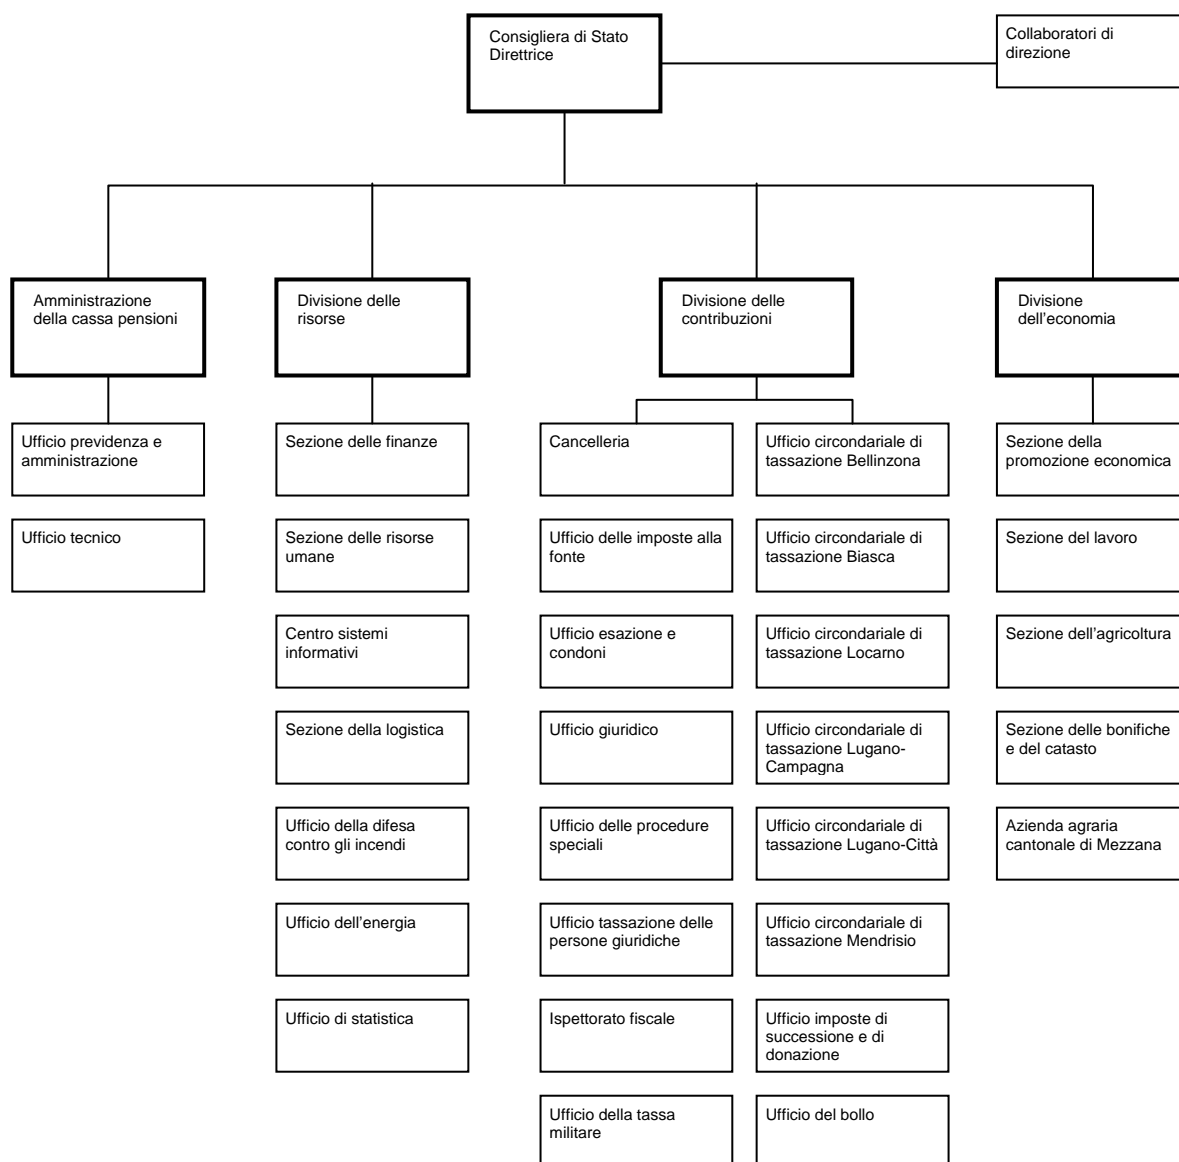 Consigliera di Stato
Direttrice
Collaboratori di
direzione
Amministrazione
della cassa pensioni
Divisione delle
risorse
Divisione delle
contribuzioni
Divisione
dell'economia
Ufficio previdenza e
amministrazione
Ufficio tecnico
Sezione delle finanze
Sezione delle risorse
umane
Centro sistemi
informativi
Sezione della logistica
Ufficio della difesa
contro gli incendi
Ufficio dell'energia
Ufficio di statistica
Cancelleria
Ufficio delle imposte alla
fonte
Ufficio esazione e
condoni
Ufficio giuridico
Ufficio delle procedure
speciali
Ufficio tassazione delle
persone giuridiche
Ispettorato fiscale
Ufficio della tassa
militare
Ufficio circondariale di
tassazione Bellinzona
Ufficio circondariale di
tassazione Biasca
Ufficio circondariale di
tassazione Locarno
Ufficio circondariale di
tassazione Lugano-
Campagna
Ufficio circondariale di
tassazione Lugano-Città
Ufficio circondariale di
tassazione Mendrisio
Ufficio imposte di
successione e di
donazione
Ufficio del bollo
Sezione della
promozione economica
Sezione del lavoro
Sezione dell'agricoltura
Sezione delle bonifiche
e del catasto
Azienda agraria
cantonale di Mezzana